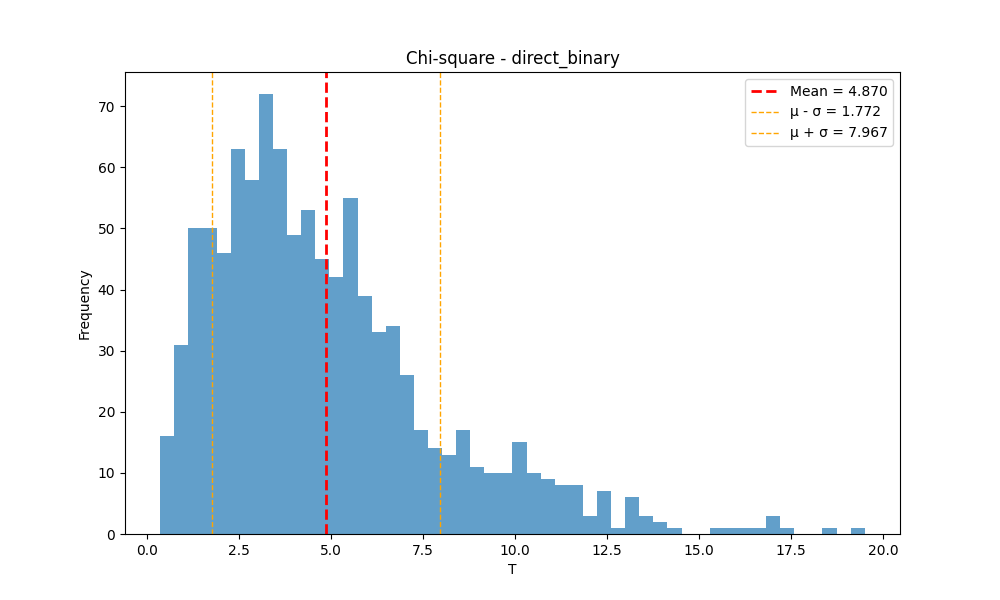 Chi-square - direct_binary
Mean = 4.870
μ - σ = 1.772
μ + σ = 7.967
Frequency
70
60
50
40
30
20
10
0
0.0 2.5 5.0 7.5 10.0 12.5 15.0 17.5 20.0
T